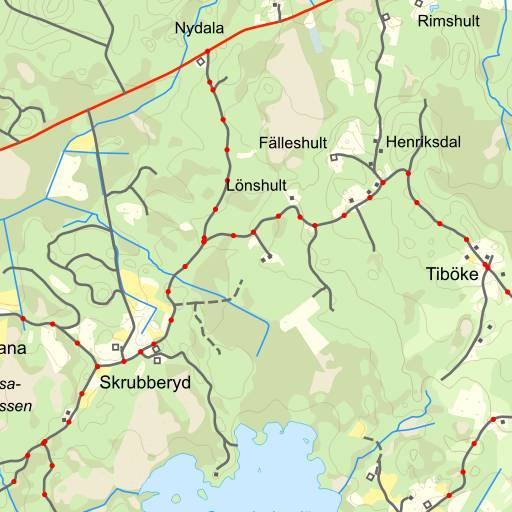 Rimshult
Nydala
Fälleshult
Henriksdal
Lönshult
Tiböke
ana
Skrubberyd
sa-
ssen